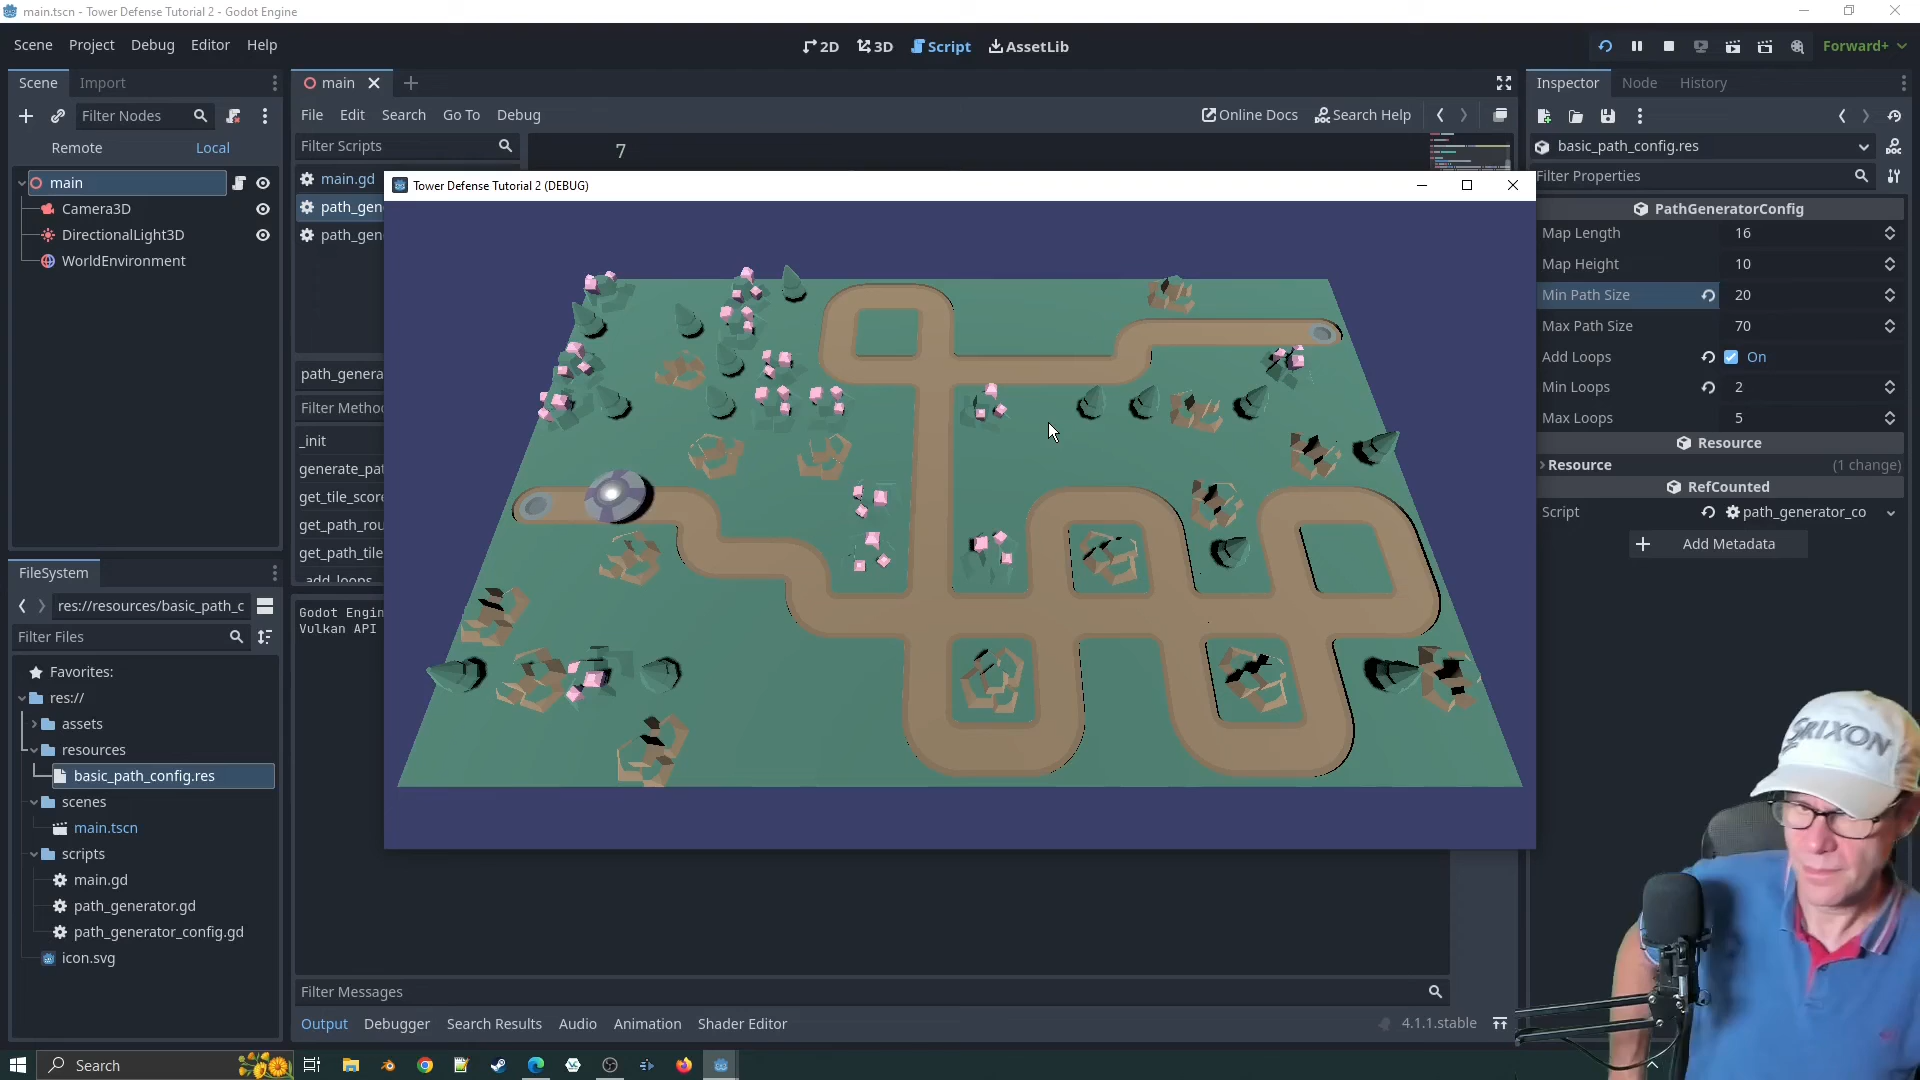 main.tscn - Tower Defense Tutorial 2 - Godot Engine
Scene Project Debug Editor Help
2D 3D Script AssetLib
Forward+
Scene Import
Filter Nodes
Remote Local
main
Camera3D
DirectionalLight3D
WorldEnvironment
FileSystem
res://resources/basic_path_c
Filter Files
Favorites:
res://
assets
resources
basic_path_config.res
scenes
main.tscn
scripts
main.gd
path_generator.gd
path_generator_config.gd
icon.svg
main
File Edit Search Go To Debug
Online Docs Search Help
Filter Scripts
7
main.gd
path_gen
path_gen
path_genera
Filter Metho
_init
generate_pat
get_tile_score
get_path_rou
get_path_tile
_add_loops
Godot Engin
Vulkan API
Tower Defense Tutorial 2 (DEBUG)
Filter Messages
Output Debugger Search Results Audio Animation Shader Editor
4.1.1.stable
Inspector Node History
basic_path_config.res
Filter Properties
PathGeneratorConfig
Map Length 16
Map Height 10
Min Path Size 20
Max Path Size 70
Add Loops On
Min Loops 2
Max Loops 5
Resource
Resource (1 change)
RefCounted
Script path_generator_co
Add Metadata
SRIXON
Search